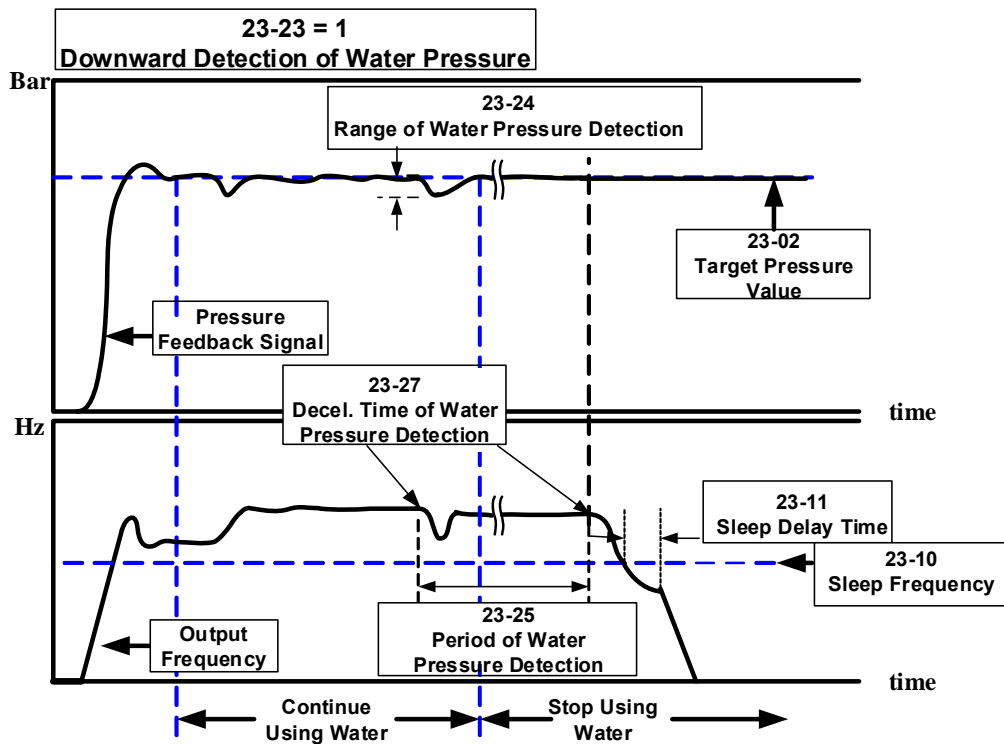 23-23 = 1
Downward Detection of Water Pressure
Bar
23-24
Range of Water Pressure Detection
23-02
Target Pressure
Value
Pressure
Feedback Signal
time
Hz
23-27
Decel. Time of Water
Pressure Detection
23-11
Sleep Delay Time
23-10
Sleep Frequency
23-25
Period of Water
Pressure Detection
Output
Frequency
time
Continue
Using Water
Stop Using
Water